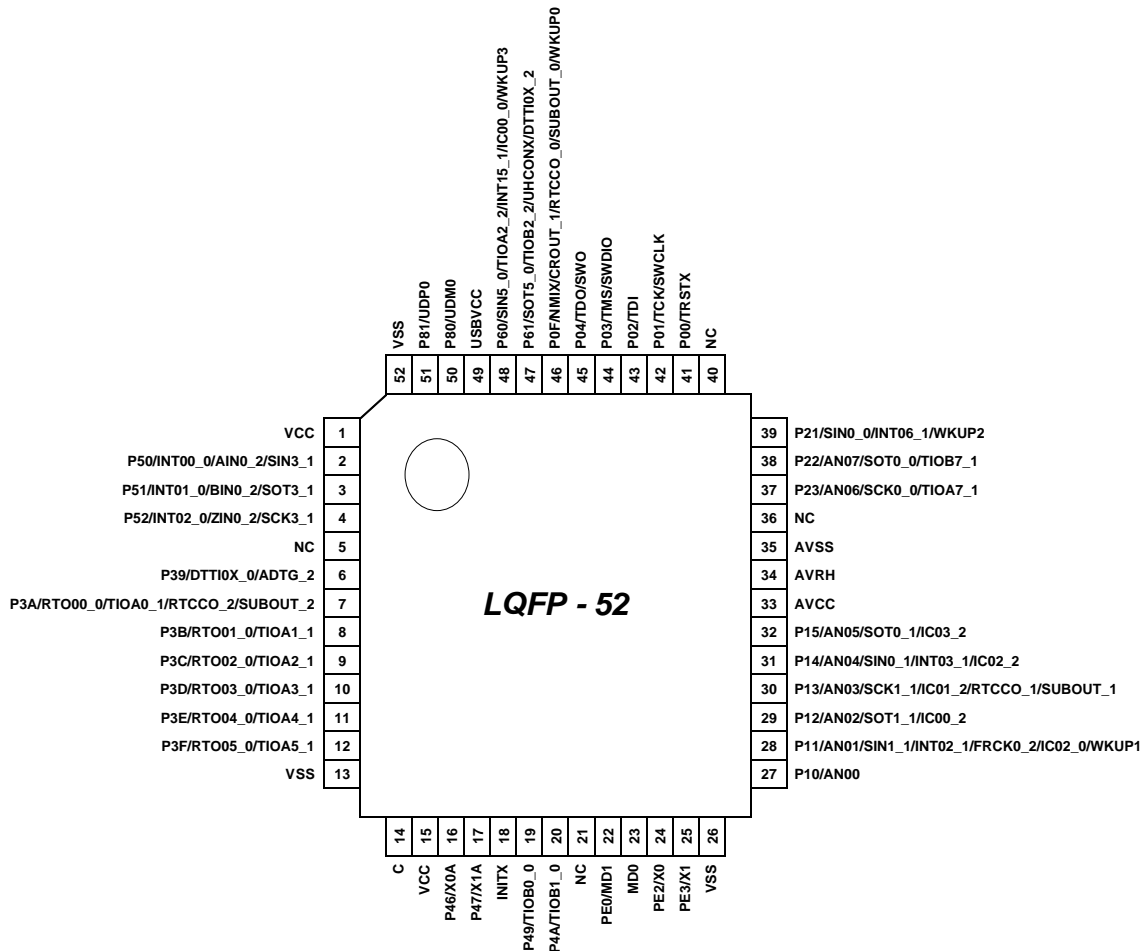 VSS
P81/UDP0
P80/UDM0
USBVCC
P60/SIN5_0/TIOA2_2/INT15_1/IC00_0/WKUP3
P61/SOT5_0/TIOB2_2/UHCONX/DTTI0X_2
P0F/NMIX/CROUT_1/RTCCO_0/SUBOUT_0/WKUP0
P04/TDO/SWO
P03/TMS/SWDIO
P02/TDI
P01/TCK/SWCLK
P00/TRSTX
NC
52
51
50
49
48
47
46
45
44
43
42
41
40
VCC 1
P50/INT00_0/AIN0_2/SIN3_1 2
P51/INT01_0/BIN0_2/SOT3_1 3
P52/INT02_0/ZIN0_2/SCK3_1 4
NC 5
P39/DTTI0X_0/ADTG_2 6
P3A/RTO00_0/TIOA0_1/RTCCO_2/SUBOUT_2 7
P3B/RTO01_0/TIOA1_1 8
P3C/RTO02_0/TIOA2_1 9
P3D/RTO03_0/TIOA3_1 10
P3E/RTO04_0/TIOA4_1 11
P3F/RTO05_0/TIOA5_1 12
VSS 13
LQFP - 52
39 P21/SIN0_0/INT06_1/WKUP2
38 P22/AN07/SOT0_0/TIOB7_1
37 P23/AN06/SCK0_0/TIOA7_1
36 NC
35 AVSS
34 AVRH
33 AVCC
32 P15/AN05/SOT0_1/IC03_2
31 P14/AN04/SIN0_1/INT03_1/IC02_2
30 P13/AN03/SCK1_1/IC01_2/RTCCO_1/SUBOUT_1
29 P12/AN02/SOT1_1/IC00_2
28 P11/AN01/SIN1_1/INT02_1/FRCK0_2/IC02_0/WKUP1
27 P10/AN00
14
15
16
17
18
19
20
21
22
23
24
25
26
C
VCC
P46/X0A
P47/X1A
INITX
P49/TIOB0_0
P4A/TIOB1_0
NC
PE0/MD1
MD0
PE2/X0
PE3/X1
VSS